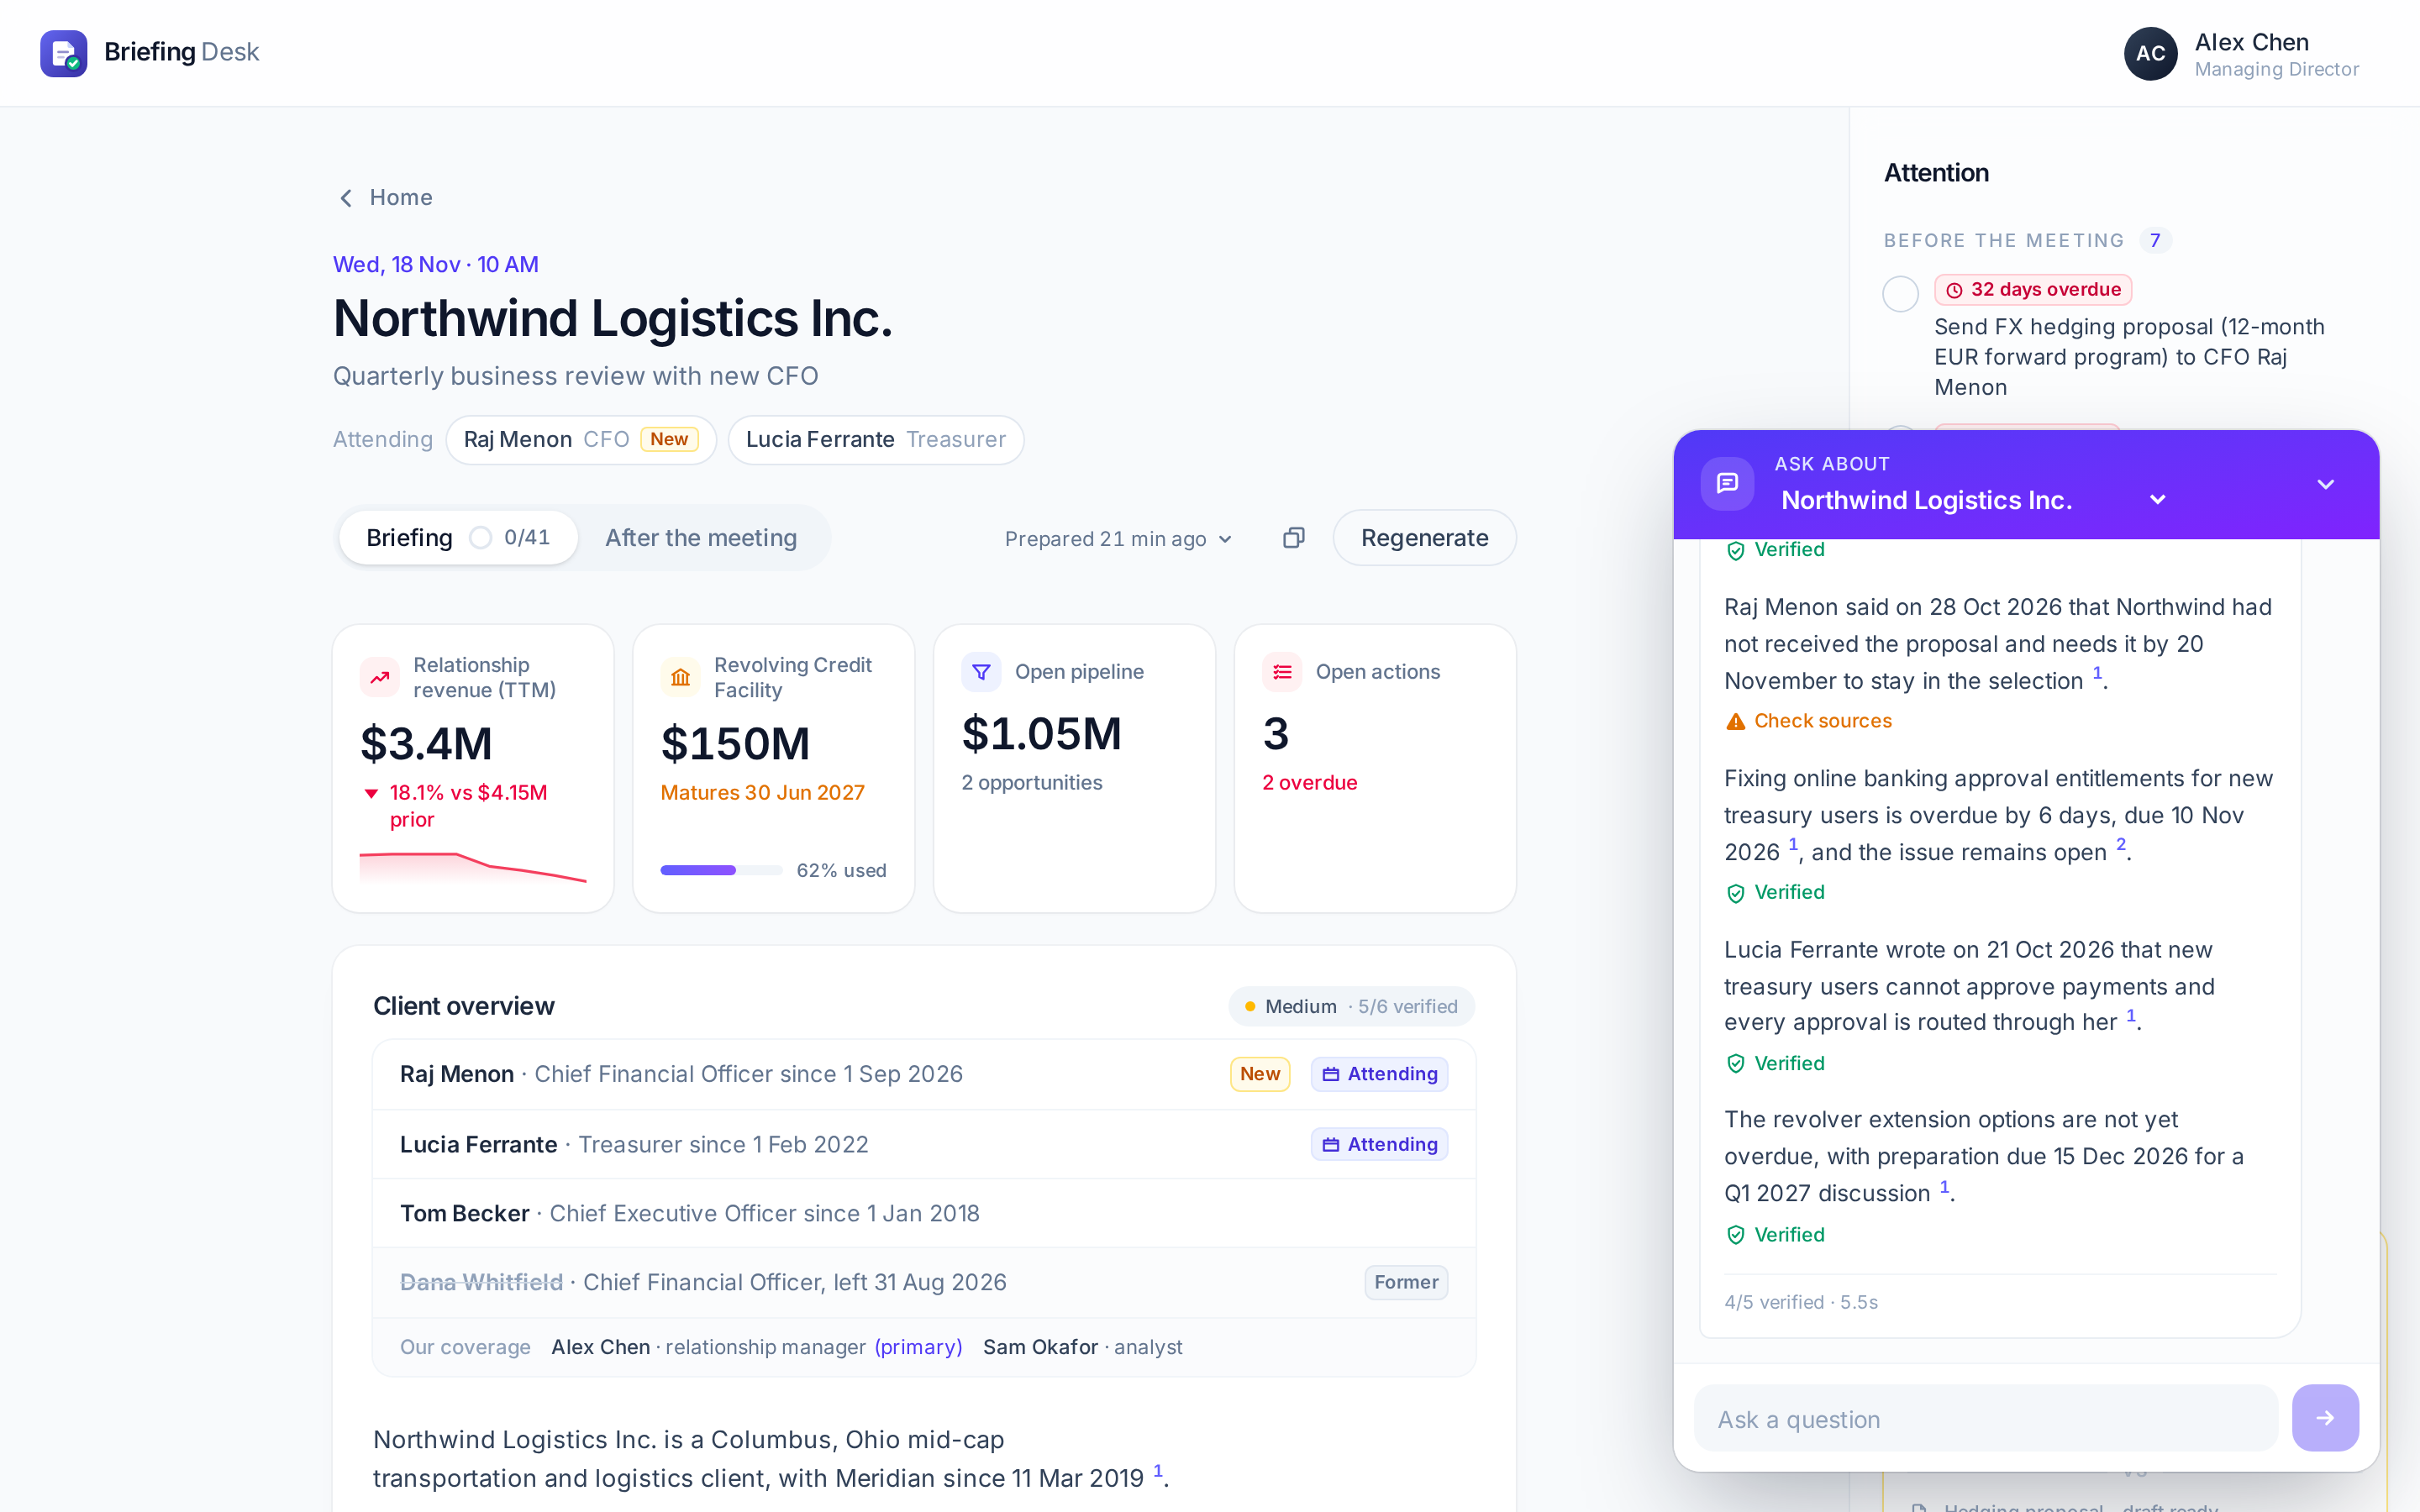 Briefing Desk
AC
Alex Chen
Managing Director
Home
Wed, 18 Nov · 10 AM
Northwind Logistics Inc.
Quarterly business review with new CFO
Attending Raj Menon CFO New Lucia Ferrante Treasurer
Briefing 0/41 After the meeting
Prepared 21 min ago
Regenerate
Relationship
revenue (TTM)
$3.4M
18.1% vs $4.15M
prior
Revolving Credit
Facility
$150M
Matures 30 Jun 2027
62% used
Open pipeline
$1.05M
2 opportunities
Open actions
3
2 overdue
Client overview
Medium · 5/6 verified
Raj Menon · Chief Financial Officer since 1 Sep 2026 New Attending
Lucia Ferrante · Treasurer since 1 Feb 2022 Attending
Tom Becker · Chief Executive Officer since 1 Jan 2018
Dana Whitfield · Chief Financial Officer, left 31 Aug 2026 Former
Our coverage Alex Chen · relationship manager (primary) Sam Okafor · analyst
Northwind Logistics Inc. is a Columbus, Ohio mid-cap
transportation and logistics client, with Meridian since 11 Mar 2019 1.
Attention
BEFORE THE MEETING 7
32 days overdue
Send FX hedging proposal (12-month
EUR forward program) to CFO Raj
Menon
ASK ABOUT
Northwind Logistics Inc.
Verified
Raj Menon said on 28 Oct 2026 that Northwind had
not received the proposal and needs it by 20
November to stay in the selection 1.
Check sources
Fixing online banking approval entitlements for new
treasury users is overdue by 6 days, due 10 Nov
2026 1, and the issue remains open 2.
Verified
Lucia Ferrante wrote on 21 Oct 2026 that new
treasury users cannot approve payments and
every approval is routed through her 1.
Verified
The revolver extension options are not yet
overdue, with preparation due 15 Dec 2026 for a
Q1 2027 discussion 1.
Verified
4/5 verified · 5.5s
Ask a question